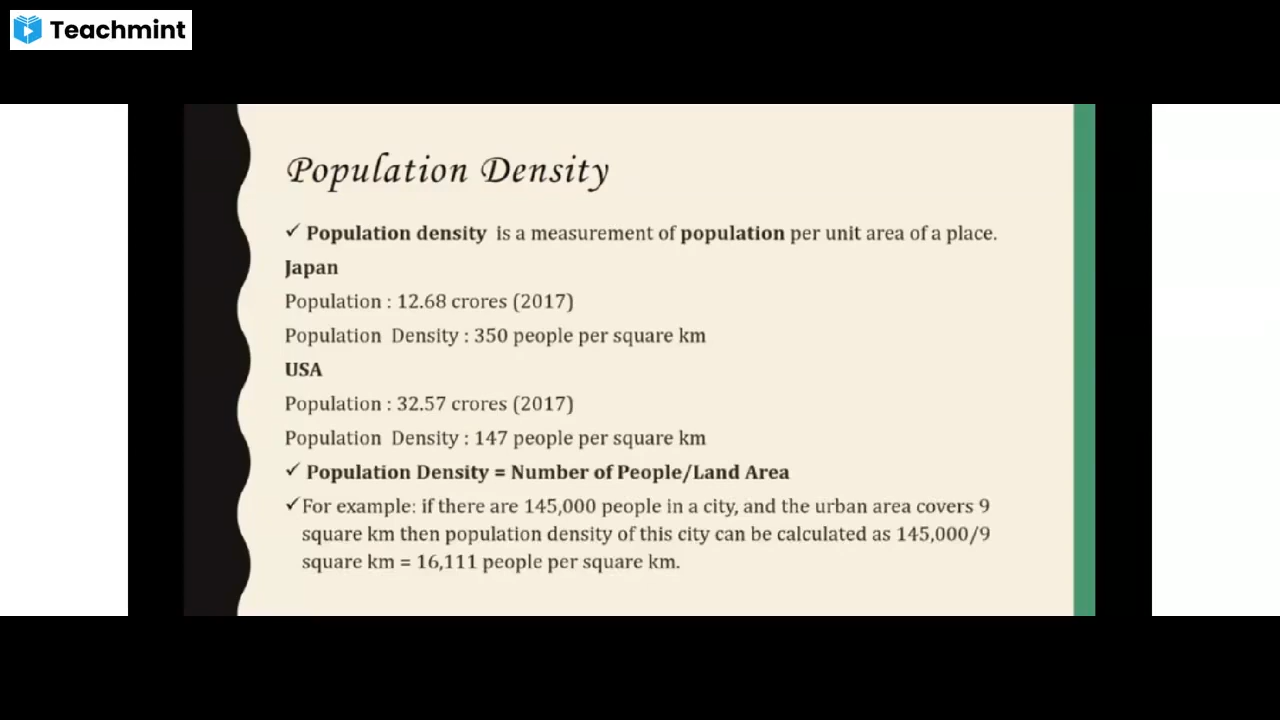 Teachmint
Population Density
✓ Population density is a measurement of population per unit area of a place.
Japan
Population : 12.68 crores (2017)
Population Density : 350 people per square km
USA
Population : 32.57 crores (2017)
Population Density : 147 people per square km
✓ Population Density = Number of People/Land Area
✓For example: if there are 145,000 people in a city, and the urban area covers 9
square km then population density of this city can be calculated as 145,000/9
square km = 16,111 people per square km.